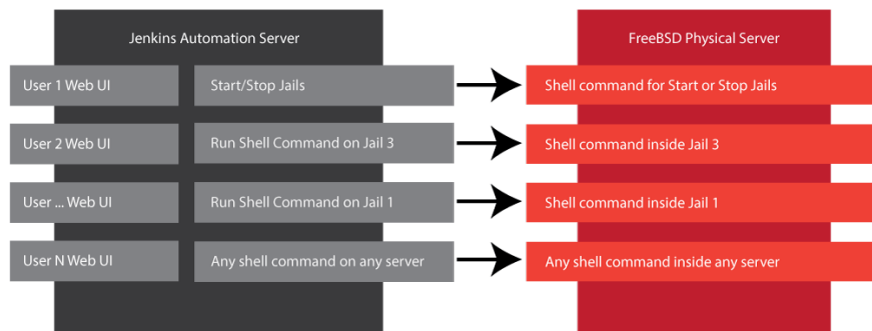 Jenkins Automation Server
FreeBSD Physical Server
User 1 Web UI
Start/Stop Jails
Shell command for Start or Stop Jails
User 2 Web UI
Run Shell Command on Jail 3
Shell command inside Jail 3
User ... Web UI
Run Shell Command on Jail 1
Shell command inside Jail 1
User N Web UI
Any shell command on any server
Any shell command inside any server